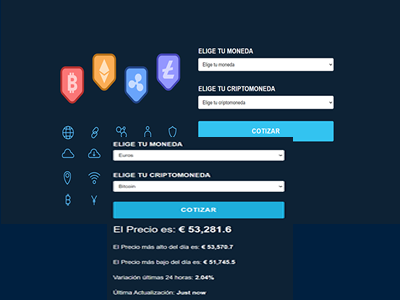 ELIGE TU MONEDA
Elige tu moneda
ELIGE TU CRIPTOMONEDA
Elige tu criptomoneda
COTIZAR
ELIGE TU MONEDA
Euros
ELIGE TU CRIPTOMONEDA
Bitcoin
COTIZAR
El Precio es: € 53,281.6
El Precio más alto del día es: € 53,570.7
El Precio más bajo del día es: € 51,745.5
Variación últimas 24 horas: 2.04%
Última Actualización: Just now